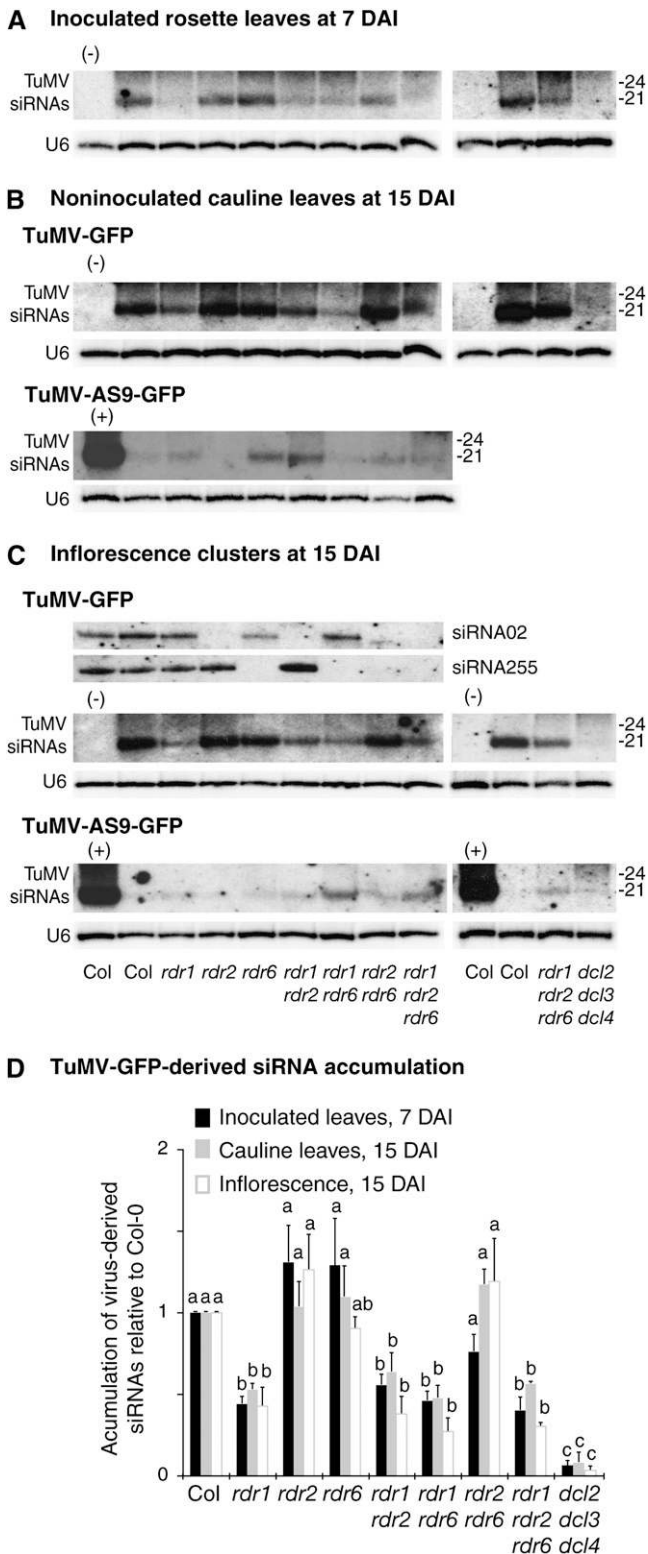 A Inoculated rosette leaves at 7 DAI
(-)
TuMV
siRNAs
-24
-21
U6
B Noninoculated cauline leaves at 15 DAI
TuMV-GFP
(-)
TuMV
siRNAs
-24
-21
U6
TuMV-AS9-GFP
(+)
TuMV
siRNAs
-24
-21
U6
C Inflorescence clusters at 15 DAI
TuMV-GFP
siRNA02
siRNA255
(-) (-)
TuMV
siRNAs
-24
-21
U6
TuMV-AS9-GFP
(+) (+)
TuMV
siRNAs
-24
-21
U6
Col Col rdr1 rdr2 rdr6 rdr1 rdr1 rdr2 rdr1 Col Col rdr1 dcl2
rdr2 rdr6 rdr6 rdr2 rdr2 dcl3
rdr6 rdr6 dcl4
D TuMV-GFP-derived siRNA accumulation
Inoculated leaves, 7 DAI
Cauline leaves, 15 DAI
Inflorescence, 15 DAI
Acumulation of virus-derived
siRNAs relative to Col-0
2
1
0
a a a
b b b
a a a
a a ab
b b b
b b b
a a a
b b b
c c c
Col rdr1 rdr2 rdr6 rdr1 rdr1 rdr2 rdr1 dcl2
rdr2 rdr6 rdr6 rdr2 dcl3
rdr6 dcl4